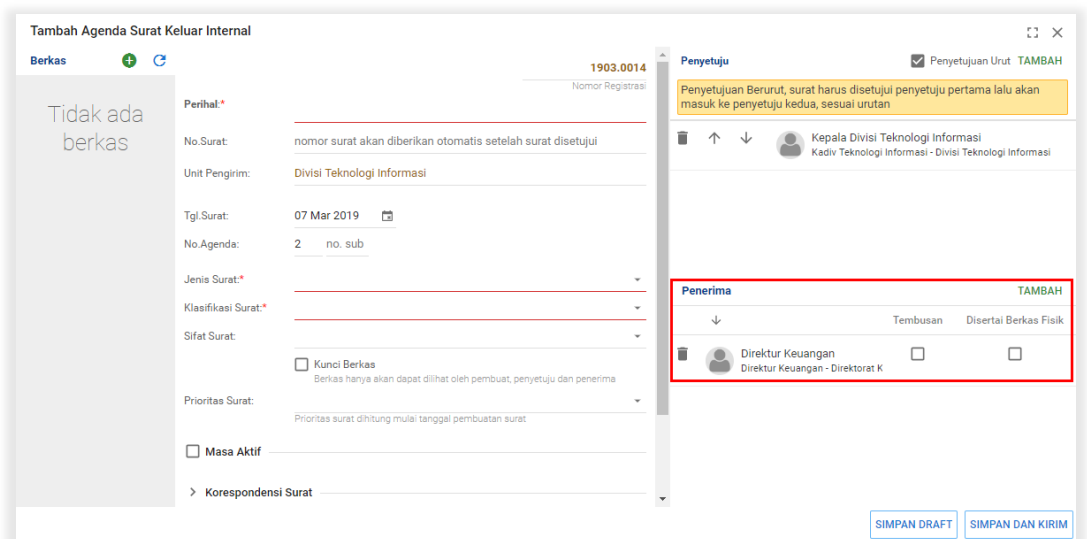 Tambah Agenda Surat Keluar Internal
Berkas
Tidak ada
berkas
1903.0014
Nomor Registrasi
Perihal:*
No.Surat: nomor surat akan diberikan otomatis setelah surat disetujui
Unit Pengirim: Divisi Teknologi Informasi
Tgl.Surat: 07 Mar 2019
No.Agenda: 2 no. sub
Jenis Surat:*
Klasifikasi Surat:*
Sifat Surat:
Kunci Berkas
Berkas hanya akan dapat dilihat oleh pembuat, penyetuju dan penerima
Prioritas Surat:
Prioritas surat dihitung mulai tanggal pembuatan surat
Masa Aktif
Korespondensi Surat
Penyetuju Penyetujuan Urut TAMBAH
Penyetujuan Berurut, surat harus disetujui penyetuju pertama lalu akan
masuk ke penyetuju kedua, sesuai urutan
Kepala Divisi Teknologi Informasi
Kadiv Teknologi Informasi - Divisi Teknologi Informasi
Penerima TAMBAH
Tembusan Disertai Berkas Fisik
Direktur Keuangan
Direktur Keuangan - Direktorat K
SIMPAN DRAFT SIMPAN DAN KIRIM